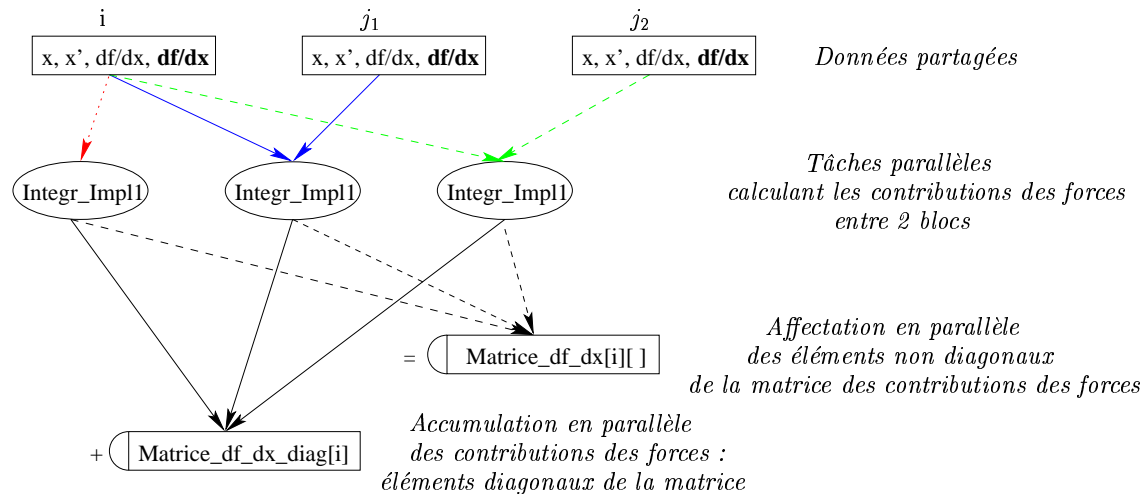 i j₁ j₂
x, x’, df/dx, df/dx x, x’, df/dx, df/dx x, x’, df/dx, df/dx Données partagées
Tâches parallèles
Integr_Impl1 Integr_Impl1 Integr_Impl1 calculant les contributions des forces
entre 2 blocs
Affectation en parallèle
= Matrice_df_dx[i][ ] des éléments non diagonaux
de la matrice des contributions des forces
Accumulation en parallèle
+ Matrice_df_dx_diag[i] des contributions des forces :
éléments diagonaux de la matrice